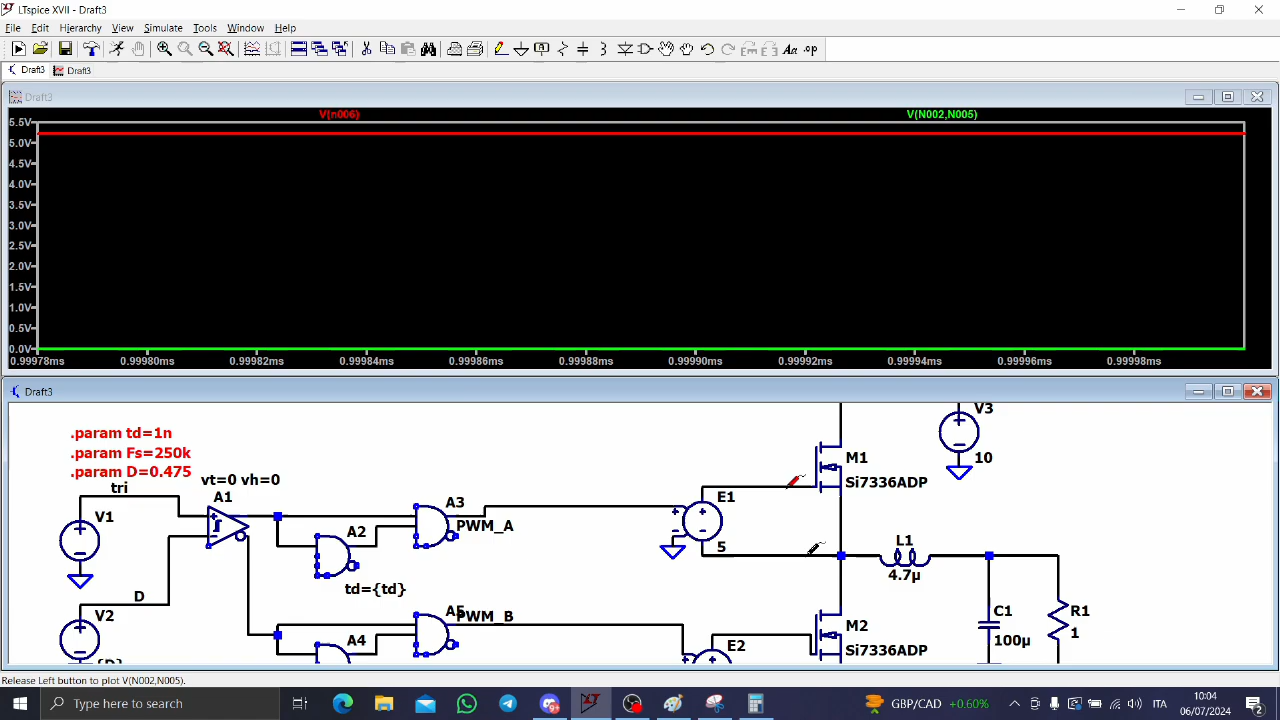 LTspice XVII - Draft3
File Edit Hierarchy View Simulate Tools Window Help
Draft3 Draft3
Draft3
V(n006) V(N002,N005)
5.5V
5.0V
4.5V
4.0V
3.5V
3.0V
2.5V
2.0V
1.5V
1.0V
0.5V
0.0V
0.99978ms 0.99980ms 0.99982ms 0.99984ms 0.99986ms 0.99988ms 0.99990ms 0.99992ms 0.99994ms 0.99996ms 0.99998ms
Draft3
.param td=1n
.param Fs=250k
.param D=0.475
tri
vt=0 vh=0
A1
V1
A2
td={td}
A3
PWM_A
E1
5
M1
Si7336ADP
V3
10
L1
4.7µ
D
V2
{D}
A4
A5
PWM_B
E2
M2
Si7336ADP
C1
100µ
R1
1
Release Left button to plot V(N002,N005).
Type here to search
GBP/CAD +0.60%
ITA
10:04
06/07/2024
2